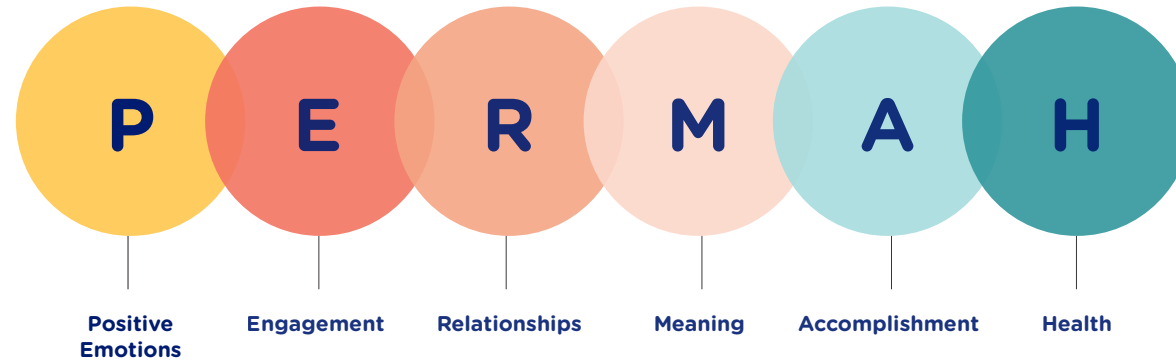 P E R M A H
Positive Emotions
Engagement
Relationships
Meaning
Accomplishment
Health